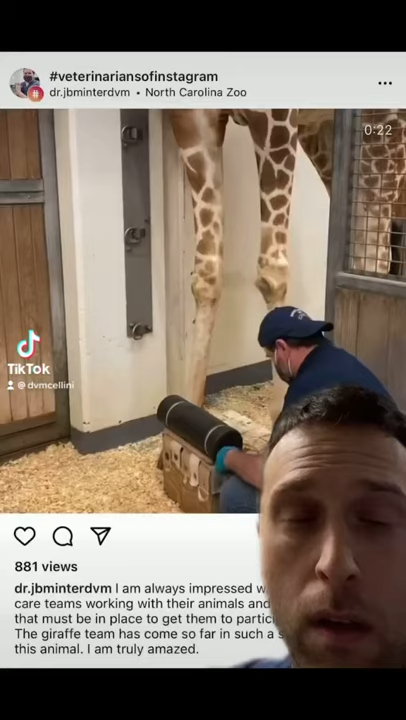 #veterinariansofinstagram
dr.jbminterdvm • North Carolina Zoo
0:22
TikTok
@dvmcellini
881 views
dr.jbminterdvm I am always impressed w
care teams working with their animals and
that must be in place to get them to partic
The giraffe team has come so far in such a s
this animal. I am truly amazed.